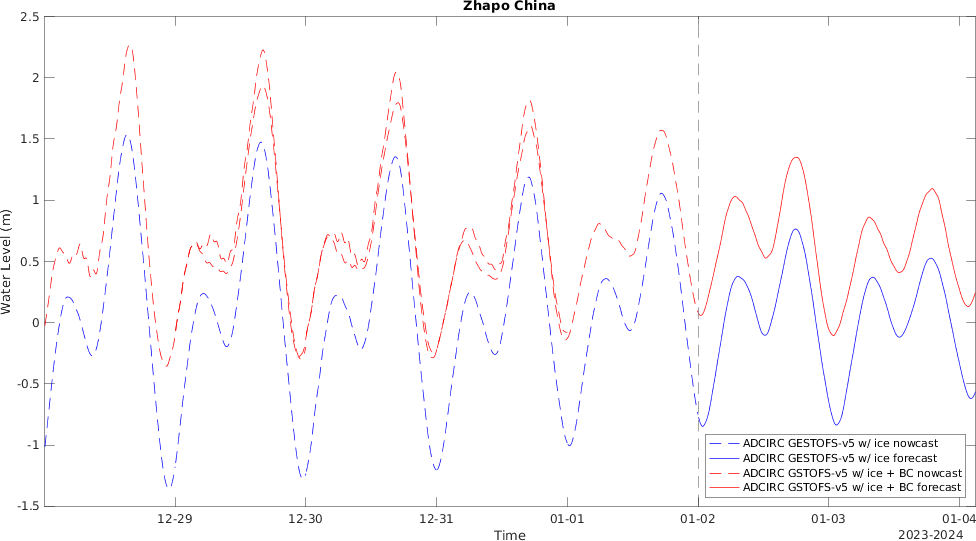 Zhapo China
2.5
2
1.5
1
0.5
0
-0.5
-1
-1.5
Water Level (m)
12-29
12-30
12-31
01-01
01-02
01-03
01-04
Time
2023-2024
ADCIRC GESTOFS-v5 w/ ice nowcast
ADCIRC GESTOFS-v5 w/ ice forecast
ADCIRC GSTOFS-v5 w/ ice + BC nowcast
ADCIRC GSTOFS-v5 w/ ice + BC forecast